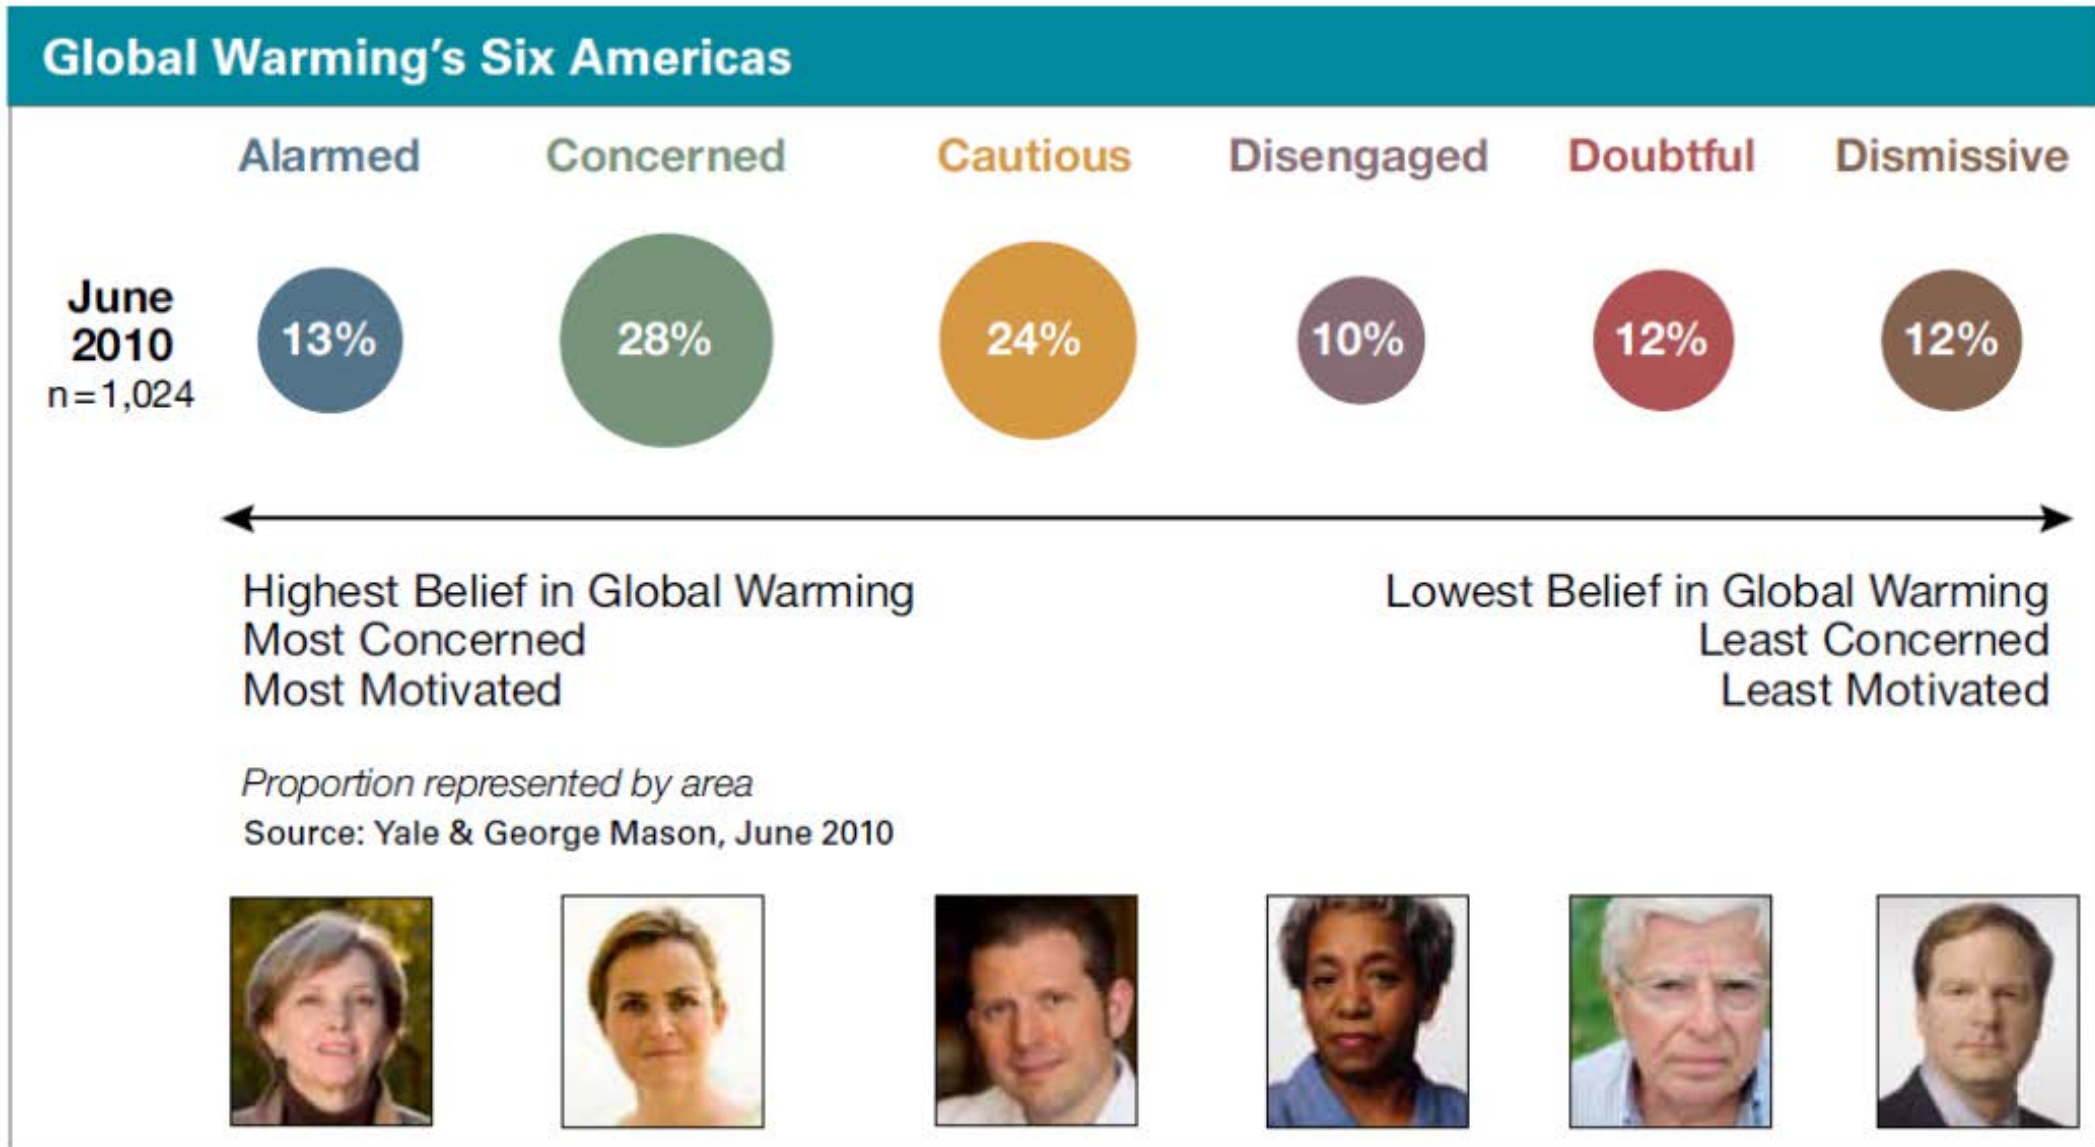 Global Warming's Six Americas
Alarmed Concerned Cautious Disengaged Doubtful Dismissive
June
2010
n=1,024
13% 28% 24% 10% 12% 12%
Highest Belief in Global Warming
Most Concerned
Most Motivated
Lowest Belief in Global Warming
Least Concerned
Least Motivated
Proportion represented by area
Source: Yale & George Mason, June 2010